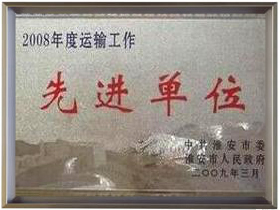 2008年度运输工作
先进单位
中共淮安市委
淮安市人民政府
二〇〇九年三月